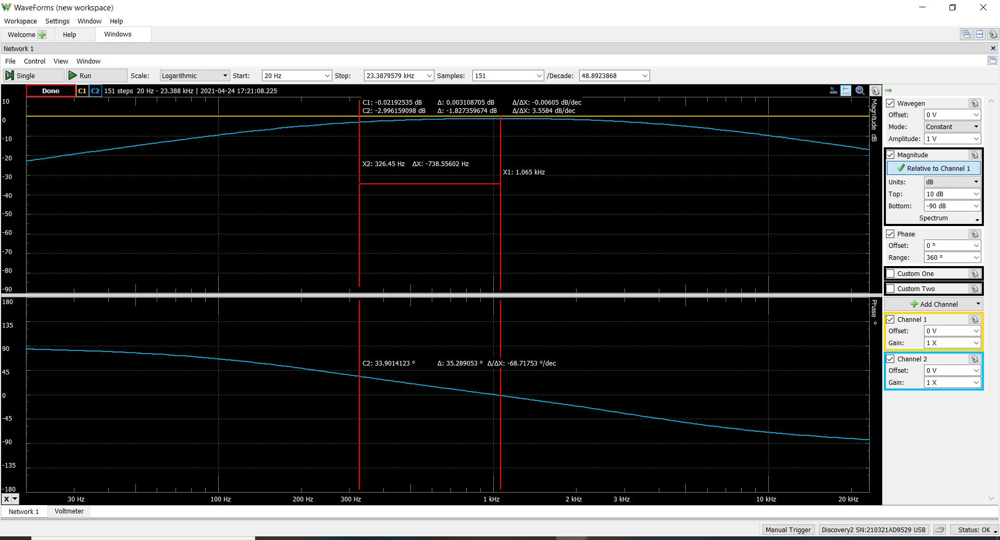 WaveForms (new workspace)
Workspace Settings Window Help
Welcome Help Windows
Network 1
File Control View Window
Single Run Scale: Logarithmic Start: 20 Hz Stop: 23.3879579 kHz Samples: 151 /Decade: 48.8923868
Done C1 C2 151 steps 20 Hz - 23.388 kHz | 2021-04-24 17:21:08.225
C1: -0.02192535 dB Δ: 0.003108705 dB Δ/ΔX: -0.00605 dB/dec
C2: -2.996159098 dB Δ: -1.827359674 dB Δ/ΔX: 3.5584 dB/dec
X2: 326.45 Hz ΔX: -738.55602 Hz
X1: 1.065 kHz
10
0
-10
-20
-30
-40
-50
-60
-70
-80
-90
Magnitude dB
180
135
90
45
0
-45
-90
-135
-180
Phase º
C2: 33.9014123 º Δ: 35.289053 º Δ/ΔX: -68.71753 º/dec
X 30 Hz 100 Hz 200 Hz 300 Hz 1 kHz 2 kHz 3 kHz 10 kHz 20 kHz
Wavegen
Offset: 0 V
Mode: Constant
Amplitude: 1 V
Magnitude
Relative to Channel 1
Units: dB
Top: 10 dB
Bottom: -90 dB
Spectrum
Phase
Offset: 0 º
Range: 360 º
Custom One
Custom Two
Add Channel
Channel 1
Offset: 0 V
Gain: 1 X
Channel 2
Offset: 0 V
Gain: 1 X
Network 1 Voltmeter
Manual Trigger Discovery2 SN:210321AD9529 USB Status: OK